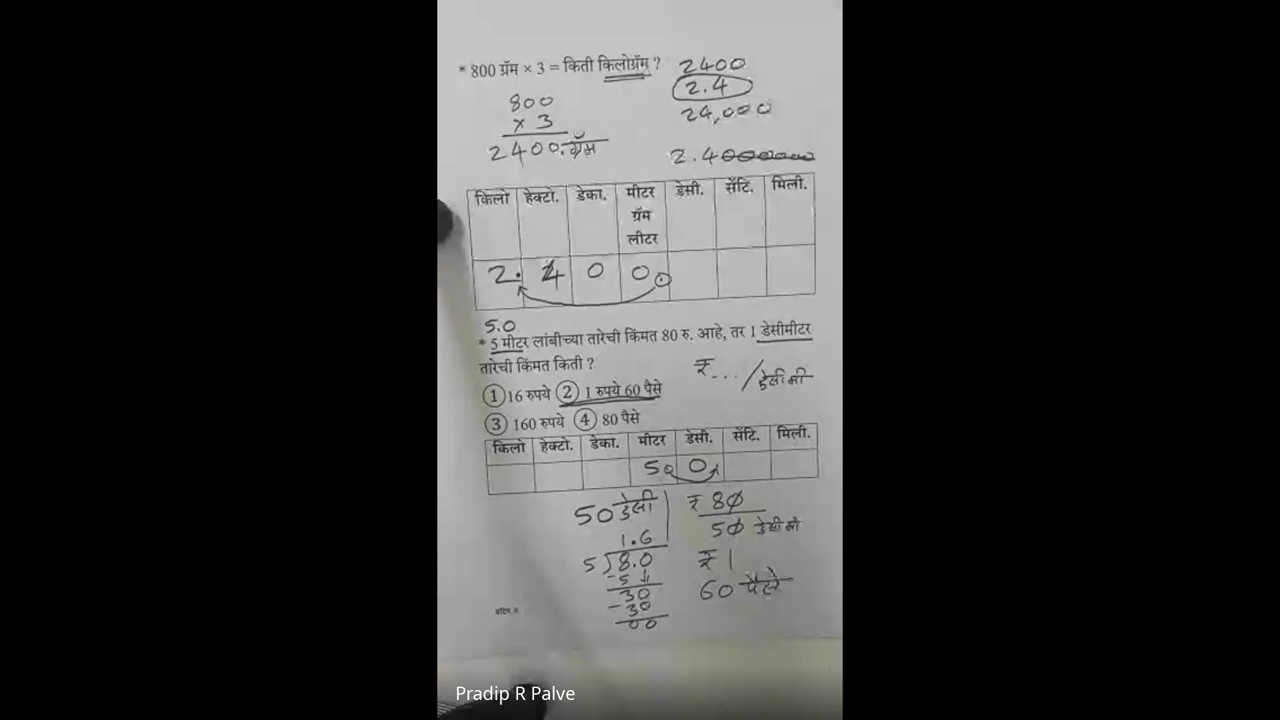 * 800 ग्रॅम × 3 = किती किलोग्रॅम ?
2400
2.4
24,000
800
× 3
2400. ग्रॅम
2.40000000
किलो हेक्टो. डेका. मीटर ग्रॅम लीटर डेसी. सेंटि. मिली.
2. 4 0 0.
5.0
* 5 मीटर लांबीच्या तारेची किंमत 80 रु. आहे, तर 1 डेसीमीटर
तारेची किंमत किती ?
₹... / डेसीमी
① 16 रुपये ② 1 रुपये 60 पैसे
③ 160 रुपये ④ 80 पैसे
किलो हेक्टो. डेका. मीटर डेसी. सेंटि. मिली.
5 0
50 डेसी
₹ 80
50 डेसीमी
1.6
5)8.0
-5
30
-30
00
₹ 1
60 पैसे
Pradip R Palve